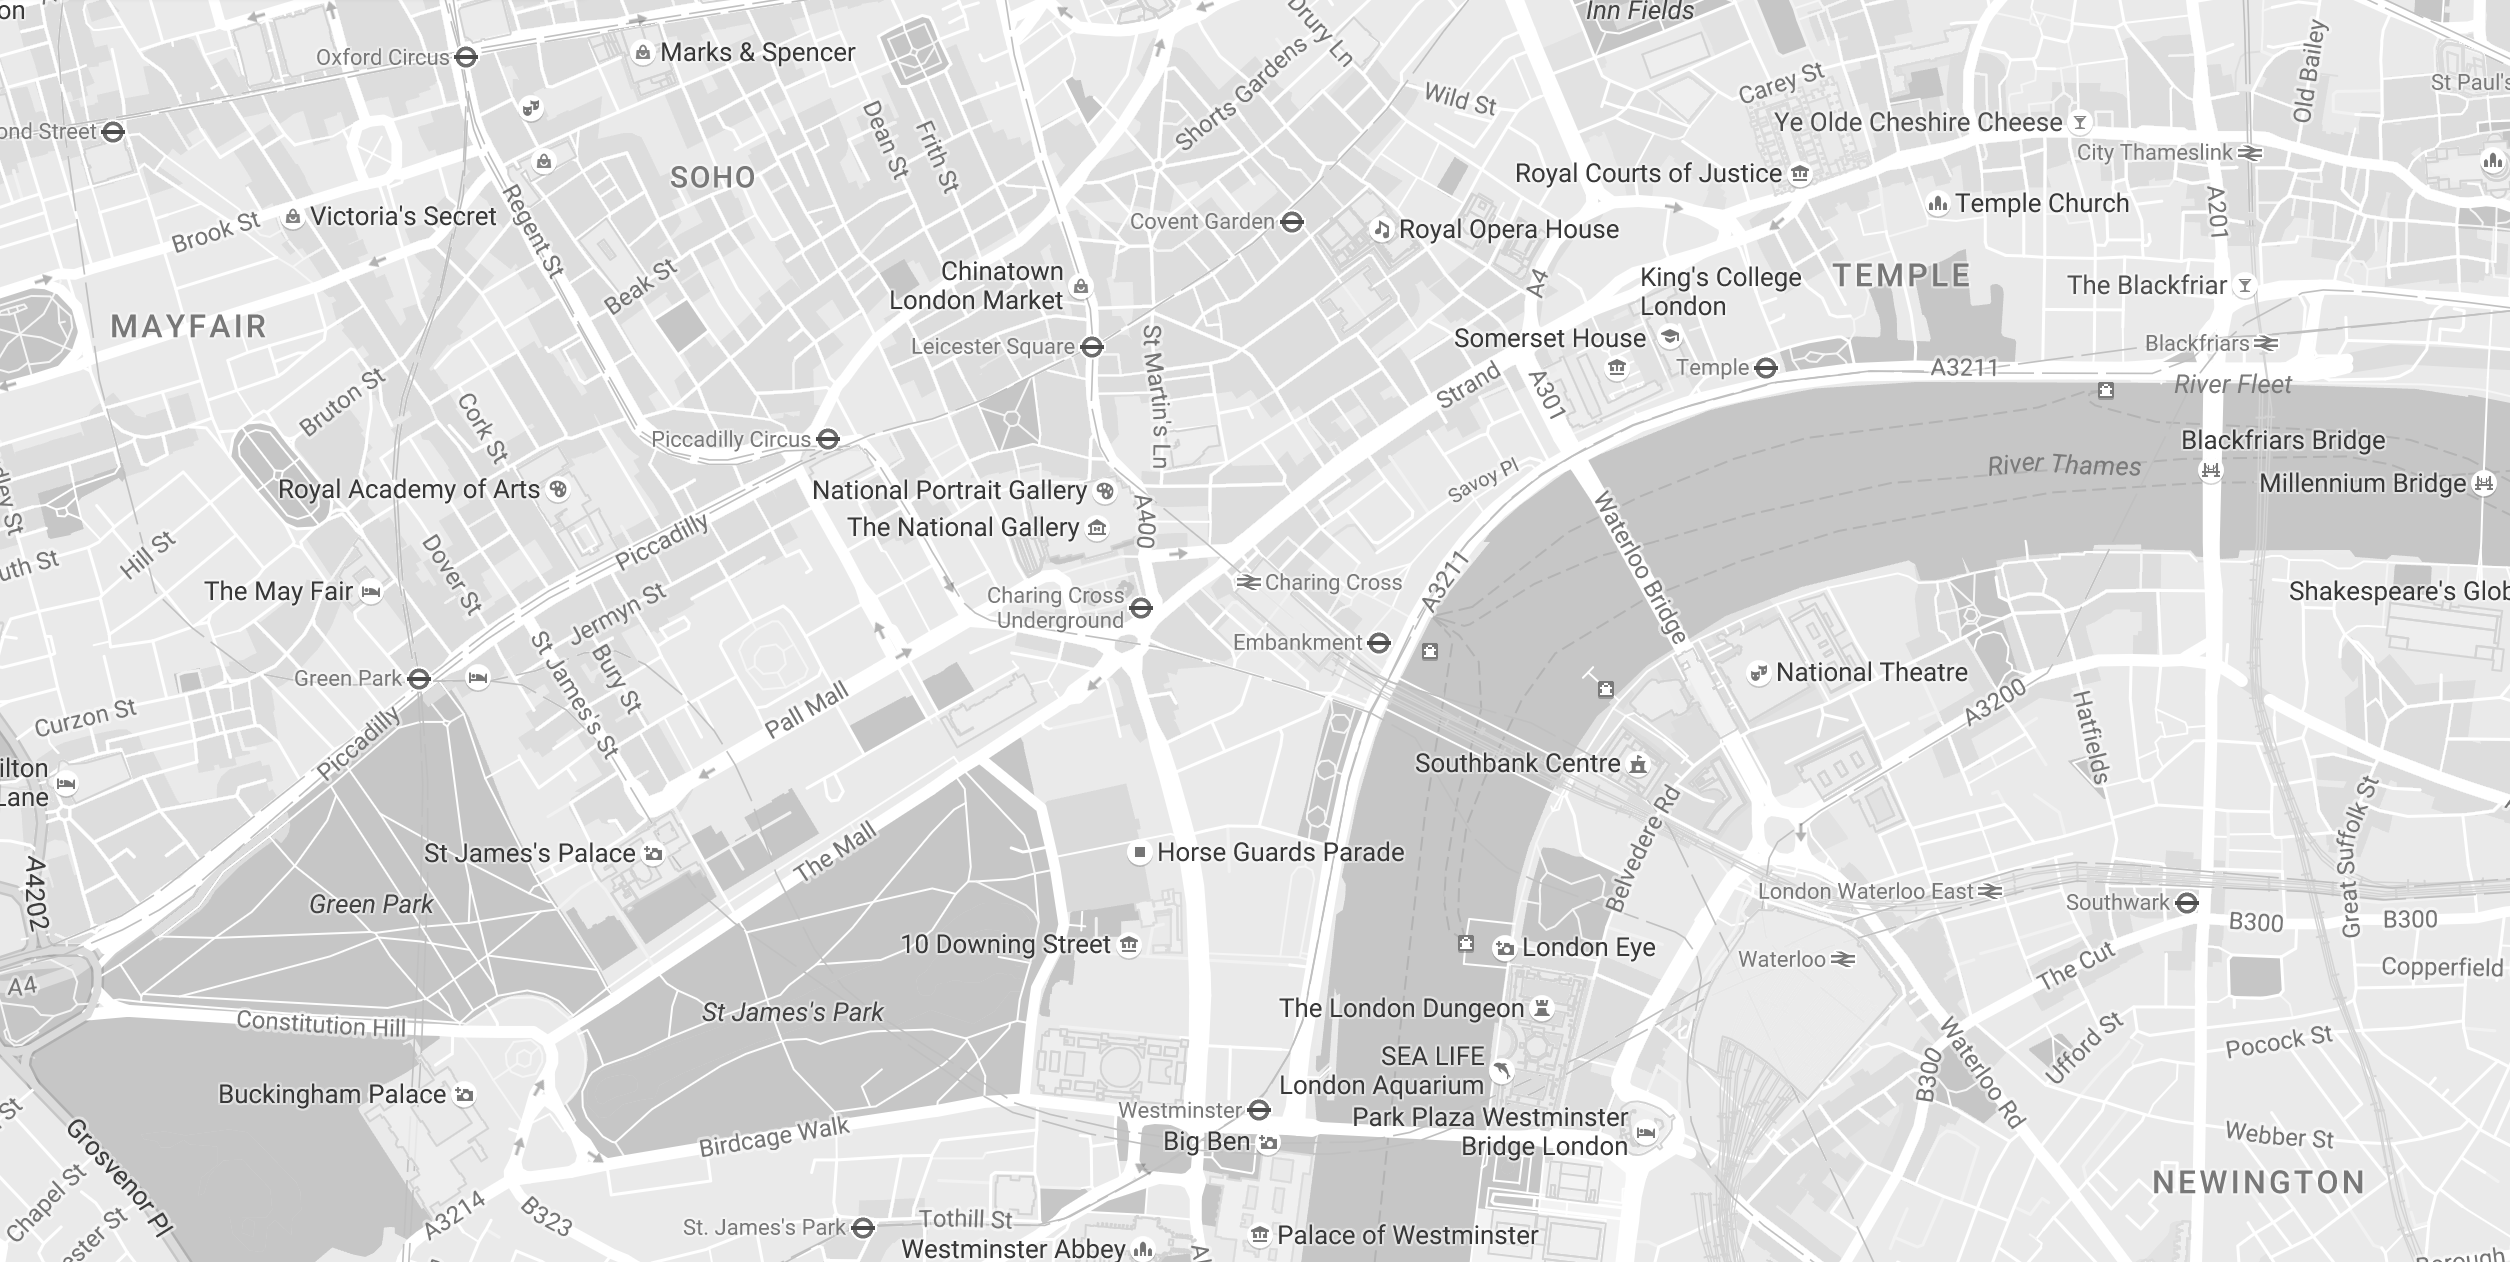 Inn Fields
Oxford Circus
Marks & Spencer
Drury Ln
Shorts Gardens
Wild St
Carey St
Old Bailey
St Paul's
ond Street
Dean St
Frith St
Ye Olde Cheshire Cheese
City Thameslink
SOHO
Royal Courts of Justice
Temple Church
A201
Brook St
Victoria's Secret
Regent St
Covent Garden
Royal Opera House
Beak St
Chinatown
London Market
A4
King's College
London
TEMPLE
The Blackfriar
MAYFAIR
Leicester Square
St Martin's Ln
Somerset House
Temple
A3211
Blackfriars
River Fleet
Bruton St
Cork St
Strand
A301
Piccadilly Circus
Blackfriars Bridge
River Thames
Millennium Bridge
Royal Academy of Arts
National Portrait Gallery
Savoy Pl
The National Gallery
A400
Waterloo Bridge
dley St
uth St
Hill St
Dover St
Piccadilly
The May Fair
Jermyn St
Charing Cross
Charing Cross
Underground
A3211
Shakespeare's Glob
Embankment
Green Park
St James's St
Bury St
National Theatre
Curzon St
Piccadilly
Pall Mall
A3200
Hatfields
ilton
Lane
Southbank Centre
Belvedere Rd
Great Suffolk St
St James's Palace
The Mall
Horse Guards Parade
A4202
Green Park
London Waterloo East
Southwark
B300
B300
10 Downing Street
London Eye
Waterloo
The Cut
Copperfield
A4
Constitution Hill
St James's Park
The London Dungeon
Waterloo Rd
Ufford St
Pocock St
SEA LIFE
London Aquarium
B300
Buckingham Palace
St
Westminster
Park Plaza Westminster
Bridge London
Grosvenor Pl
Birdcage Walk
Big Ben
Webber St
Chapel St
NEWINGTON
A3214
B323
ester St
St. James's Park
Tothill St
Westminster Abbey
Palace of Westminster